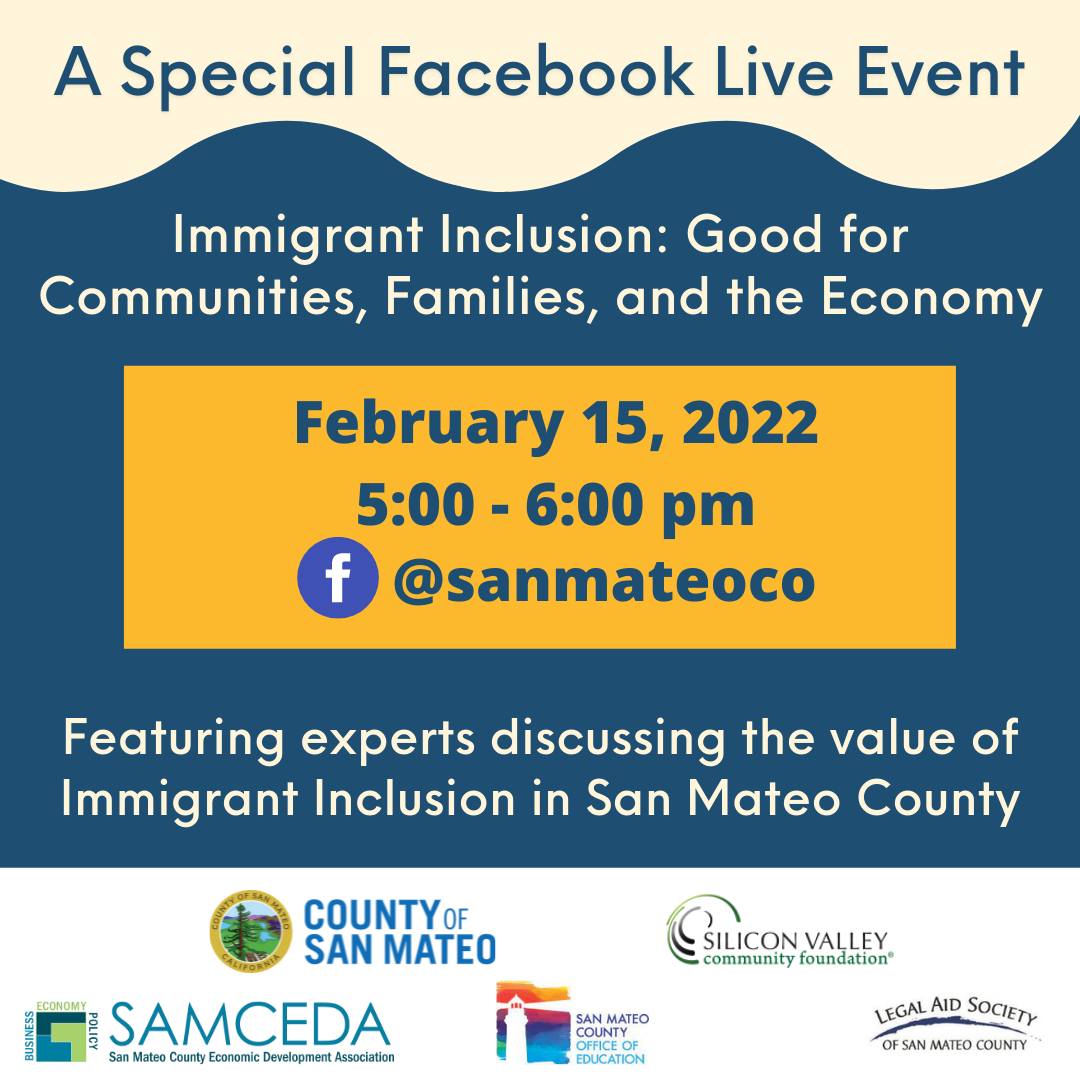 A Special Facebook Live Event
Immigrant Inclusion: Good for
Communities, Families, and the Economy
February 15, 2022
5:00 - 6:00 pm
f @sanmateoco
Featuring experts discussing the value of
Immigrant Inclusion in San Mateo County
COUNTY OF SAN MATEO
CALIFORNIA
COUNTY OF
SAN MATEO
SILICON VALLEY
community foundation®
BUSINESS
ECONOMY
POLICY
SAMCEDA
San Mateo County Economic Development Association
SAN MATEO
COUNTY
OFFICE OF
EDUCATION
LEGAL AID SOCIETY
OF SAN MATEO COUNTY